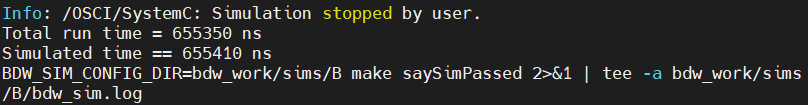 Info: /OSCI/SystemC: Simulation stopped by user.
Total run time = 655350 ns
Simulated time == 655410 ns
BDW_SIM_CONFIG_DIR=bdw_work/sims/B make saySimPassed 2>&1 | tee -a bdw_work/sims
/B/bdw_sim.log